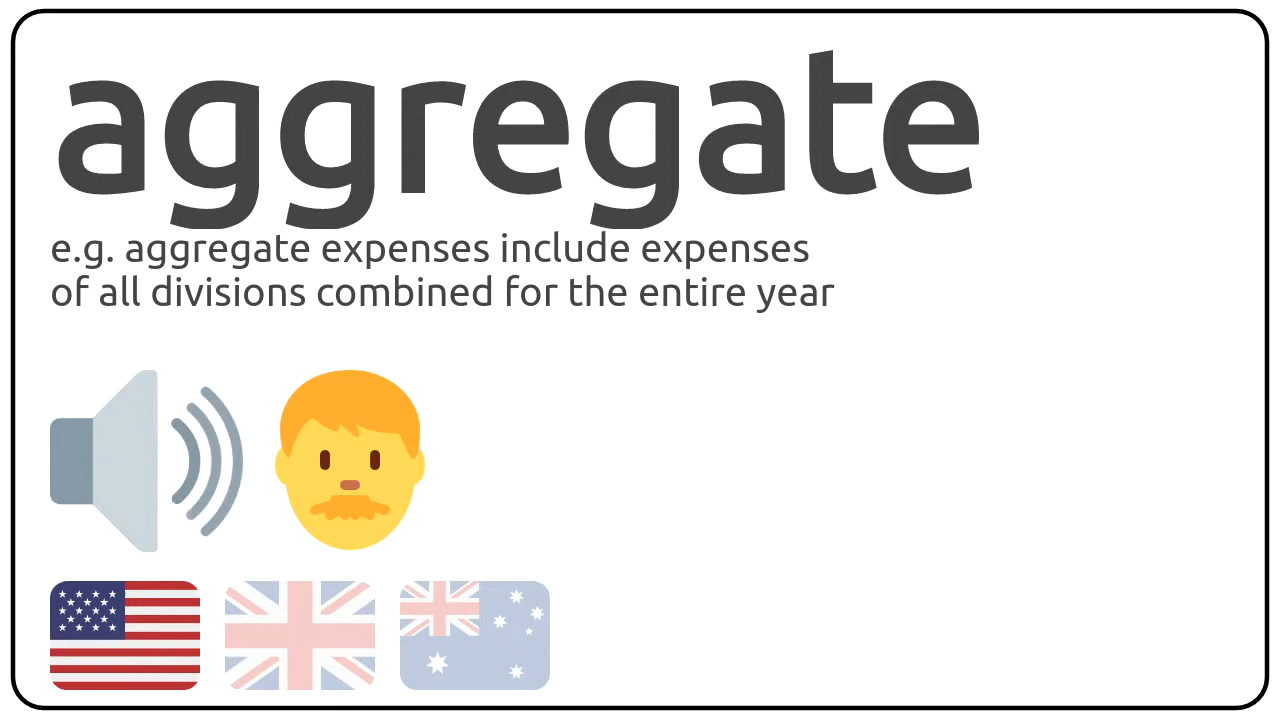 aggregate
e.g. aggregate expenses include expenses
of all divisions combined for the entire year